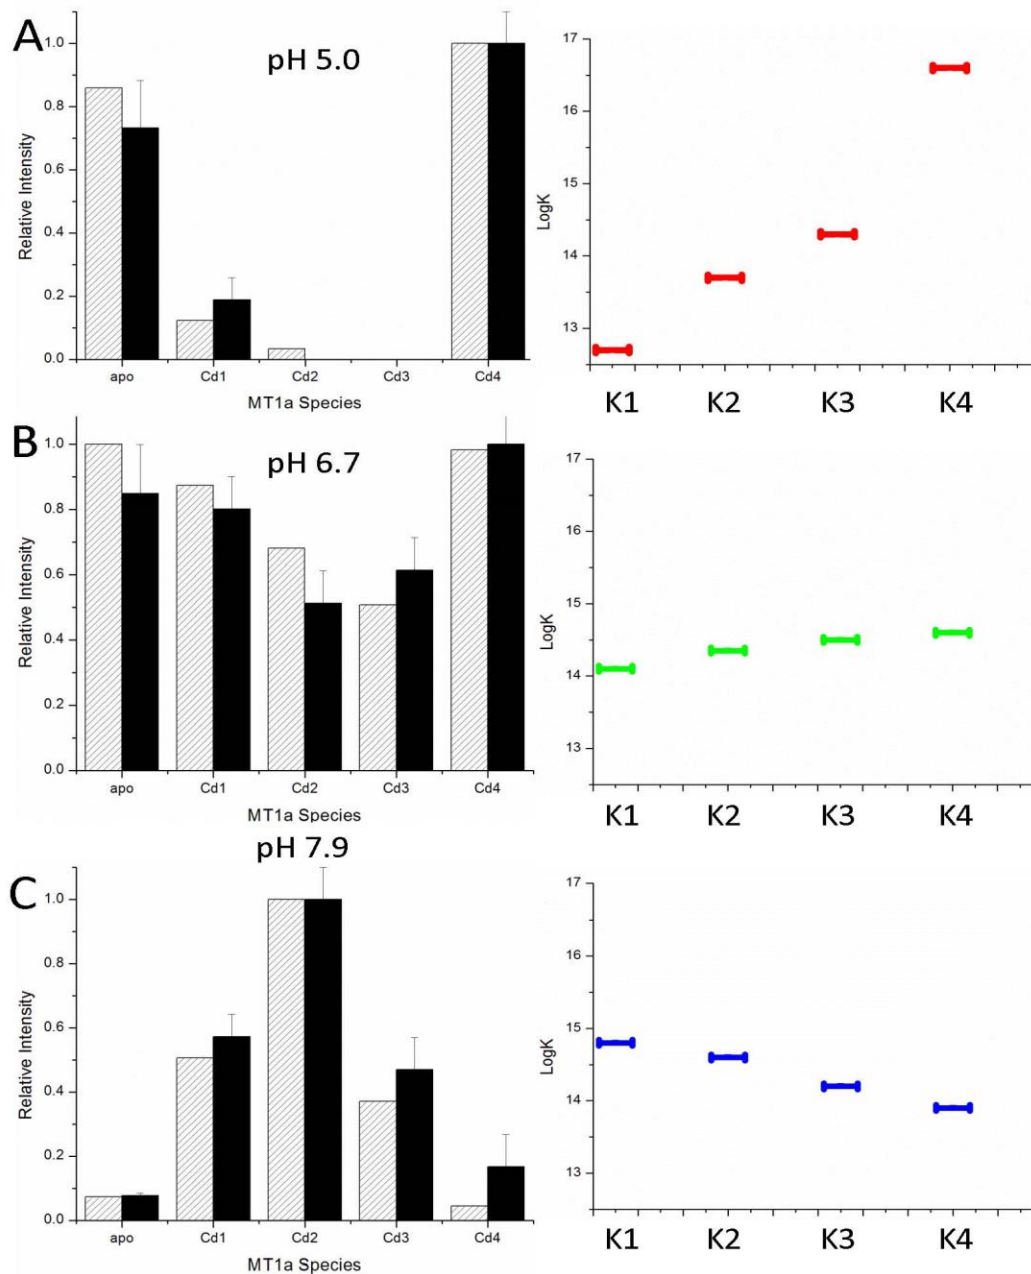 A
pH 5.0
Relative Intensity
1.0
0.8
0.6
0.4
0.2
0.0
apo Cd1 Cd2 Cd3 Cd4
MT1a Species
LogK
17
16
15
14
13
K1 K2 K3 K4
B
pH 6.7
Relative Intensity
1.0
0.8
0.6
0.4
0.2
0.0
apo Cd1 Cd2 Cd3 Cd4
MT1a Species
LogK
17
16
15
14
13
K1 K2 K3 K4
pH 7.9
C
Relative Intensity
1.0
0.8
0.6
0.4
0.2
0.0
apo Cd1 Cd2 Cd3 Cd4
MT1a Species
LogK
17
16
15
14
13
K1 K2 K3 K4